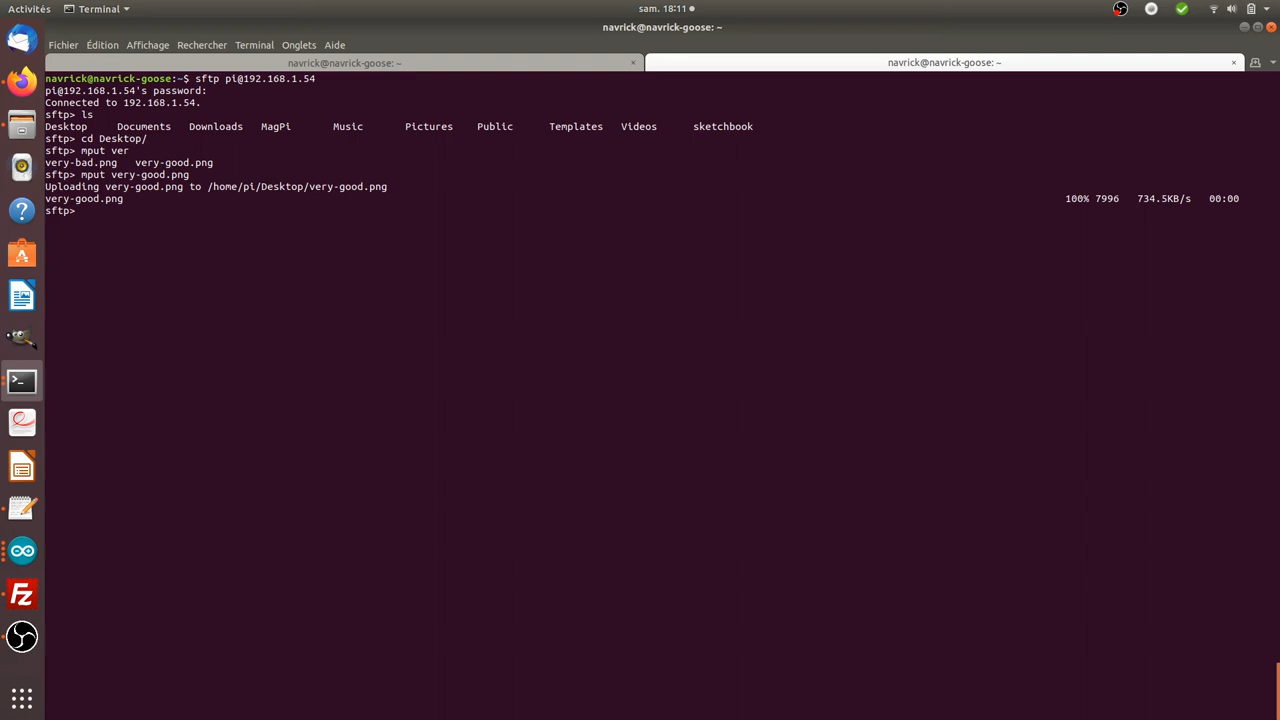 Activités Terminal sam. 18:11
navrick@navrick-goose: ~
Fichier Édition Affichage Rechercher Terminal Onglets Aide
navrick@navrick-goose: ~ × navrick@navrick-goose: ~ ×
navrick@navrick-goose:~$ sftp pi@192.168.1.54
pi@192.168.1.54's password:
Connected to 192.168.1.54.
sftp> ls
Desktop Documents Downloads MagPi Music Pictures Public Templates Videos sketchbook
sftp> cd Desktop/
sftp> mput ver
very-bad.png very-good.png
sftp> mput very-good.png
Uploading very-good.png to /home/pi/Desktop/very-good.png
very-good.png 100% 7996 734.5KB/s 00:00
sftp>